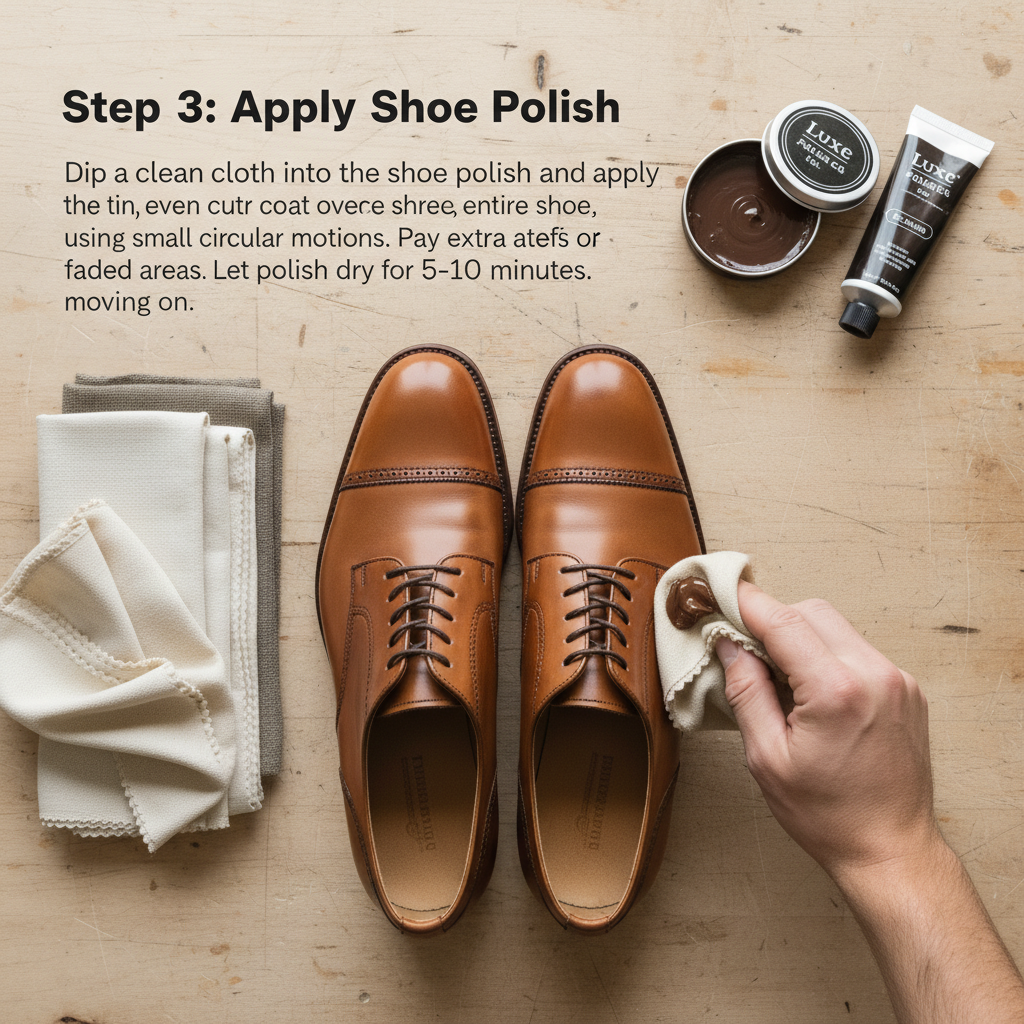 Step 3: Apply Shoe Polish
Dip a clean cloth into the shoe polish and apply
the tin, even cutr coat ovece shree, entire shoe,
using small circular motions. Pay extra atefs or
faded areas. Let polish dry for 5-10 minutes.
moving on.
Luxe
Luxe